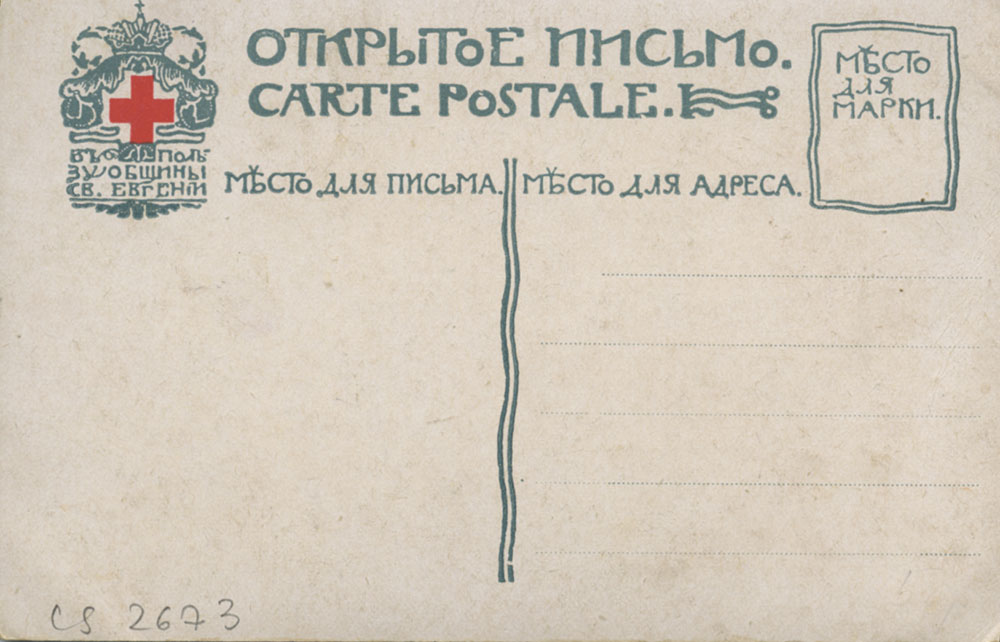 ОТКРЫТОЕ ПИСЬМО.
CARTE POSTALE.
МѢСТО
ДЛЯ
МАРКИ.
ВЪ ПОЛЬ
ЗУ ОБЩИНЫ
СВ. ЕВГЕНІИ
МѢСТО ДЛЯ ПИСЬМА.
МѢСТО ДЛЯ АДРЕСА.
CS 2673